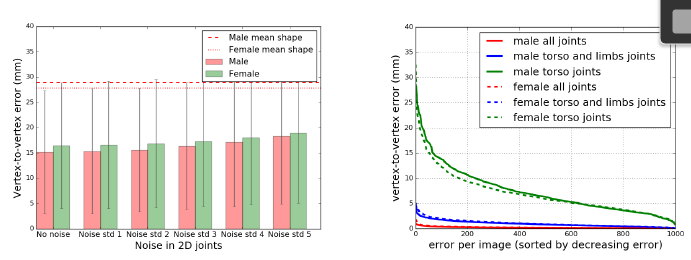 40
35
30
25
20
15
10
5
0
Vertex-to-vertex error (mm)
Male mean shape
Female mean shape
Male
Female
No noise Noise std 1 Noise std 2 Noise std 3 Noise std 4 Noise std 5
Noise in 2D joints
40
35
30
25
20
15
10
5
0
vertex-to-vertex error (mm)
male all joints
male torso and limbs joints
male torso joints
female all joints
female torso and limbs joints
female torso joints
0 200 400 600 800 1000
error per image (sorted by decreasing error)